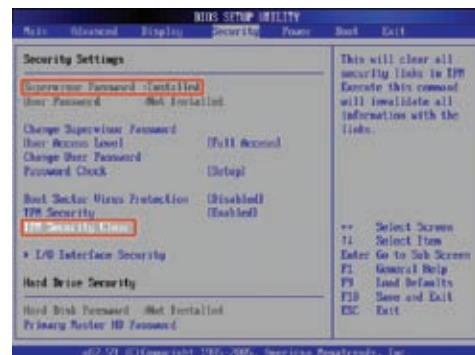 BIOS SETUP UTILITY
Main Advanced Display Security Power Boot Exit
Security Settings
Supervisor Password :Installed
User Password :Not Installed
Change Supervisor Password
User Access Level [Full Access]
Change User Password
Password Check [Setup]
Boot Sector Virus Protection [Disabled]
TPM Security [Enabled]
TPM Security Clear
I/O Interface Security
Hard Drive Security
Hard Disk Password :Not Installed
Primary Master HD Password
This will clear all
security links in TPM
Execute this command
will invalidate all
information with the
links.
Select Screen
↑↓ Select Item
Enter Go to Sub Screen
F1 General Help
F9 Load Defaults
F10 Save and Exit
ESC Exit
v02.59 (C)Copyright 1985-2005, American Megatrends, Inc.